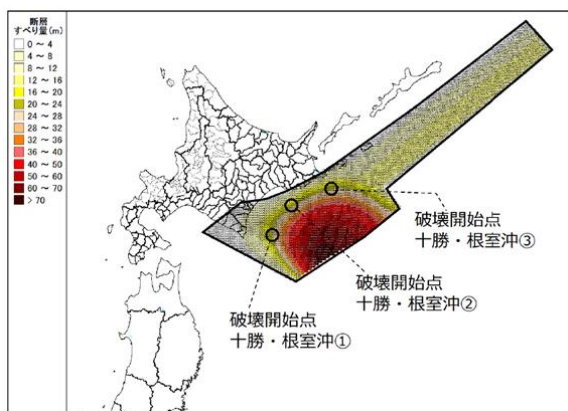 断層
すべり量(m)
0 ~ 4
4 ~ 8
8 ~ 12
12 ~ 16
16 ~ 20
20 ~ 24
24 ~ 28
28 ~ 32
32 ~ 36
36 ~ 40
40 ~ 50
50 ~ 60
60 ~ 70
> 70
破壊開始点
十勝・根室沖③
破壊開始点
十勝・根室沖②
破壊開始点
十勝・根室沖①